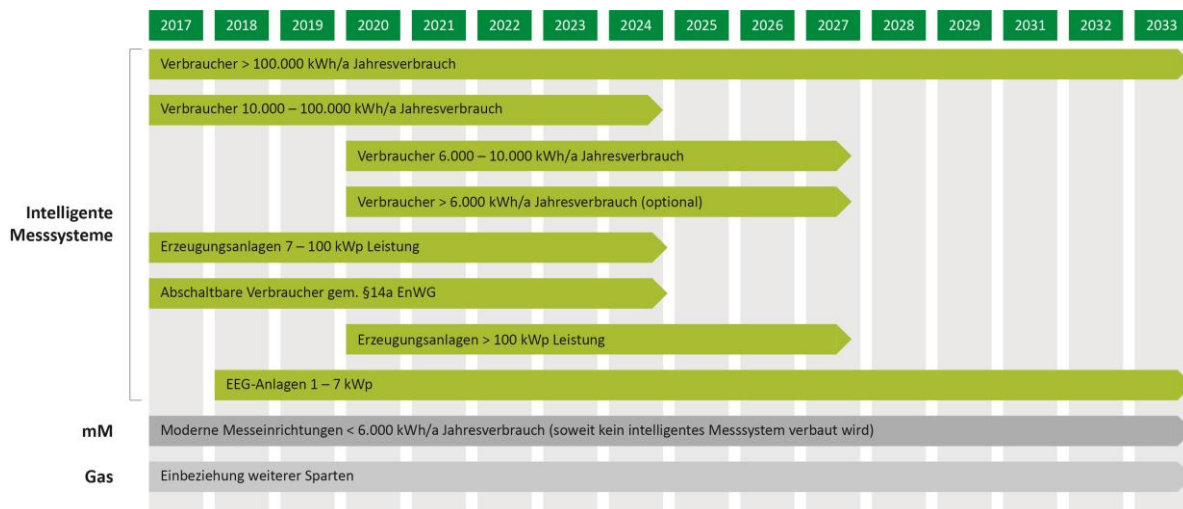 2017 2018 2019 2020 2021 2022 2023 2024 2025 2026 2027 2028 2029 2031 2032 2033
Verbraucher > 100.000 kWh/a Jahresverbrauch
Verbraucher 10.000 – 100.000 kWh/a Jahresverbrauch
Verbraucher 6.000 – 10.000 kWh/a Jahresverbrauch
Verbraucher > 6.000 kWh/a Jahresverbrauch (optional)
Intelligente
Messsysteme
Erzeugungsanlagen 7 – 100 kWp Leistung
Abschaltbare Verbraucher gem. §14a EnWG
Erzeugungsanlagen > 100 kWp Leistung
EEG-Anlagen 1 – 7 kWp
mM
Moderne Messeinrichtungen < 6.000 kWh/a Jahresverbrauch (soweit kein intelligentes Messsystem verbaut wird)
Gas
Einbeziehung weiterer Sparten